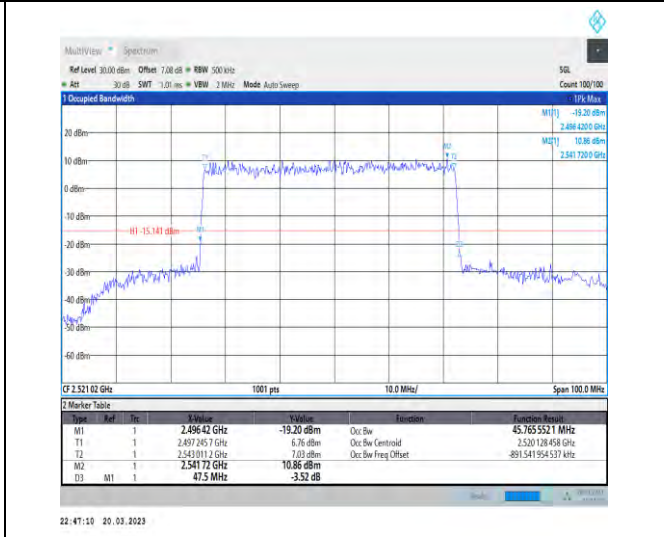 MultiView Spectrum
Ref Level 30.00 dBm Offset 7.00 dB RBW 500 kHz SGL
Att 30 dB SWT 1.01 ms VBW 2 MHz Mode Auto Sweep Count 100/100
1 Occupied Bandwidth 1Pk Max
M1[1] -19.20 dBm
2.496 4200 GHz
M2[1] 10.86 dBm
2.541 7200 GHz
20 dBm
M2
T1 T2
10 dBm
0 dBm
-10 dBm
H1 -15.141 dBm M1
-20 dBm
D3
-30 dBm
-40 dBm
-50 dBm
-60 dBm
CF 2.521 02 GHz 1001 pts 10.0 MHz/ Span 100.0 MHz
2 Marker Table
Type Ref Trc X-Value Y-Value Function Function Result
M1 1 2.496 42 GHz -19.20 dBm Occ Bw 45.765 552 1 MHz
T1 1 2.497 245 7 GHz 6.76 dBm Occ Bw Centroid 2.520 128 458 GHz
T2 1 2.543 011 2 GHz 7.03 dBm Occ Bw Freq Offset -891.541 954 537 kHz
M2 1 2.541 72 GHz 10.86 dBm
D3 M1 1 47.5 MHz -3.52 dB
22:47:10 20.03.2023